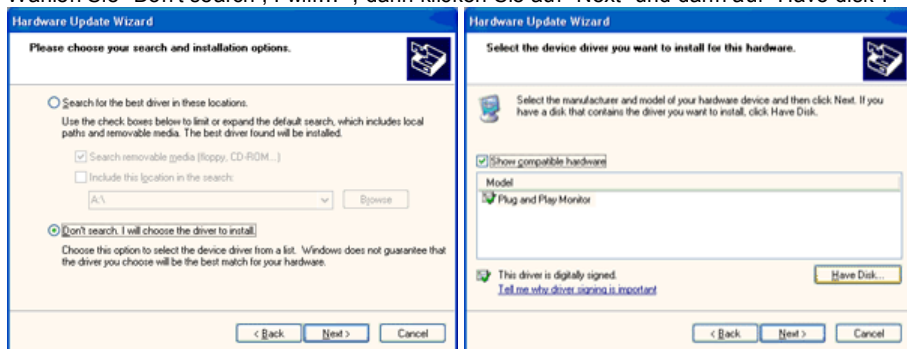 Wählen Sie "Don't search , I will... ", dann klicken Sie auf "Next" und dann auf "Have disk".
Hardware Update Wizard
Please choose your search and installation options.
Search for the best driver in these locations.
Use the check boxes below to limit or expand the default search, which includes local
paths and removable media. The best driver found will be installed.
Search removable media (floppy, CD-ROM...)
Include this location in the search:
A:\
Browse
Don't search. I will choose the driver to install.
Choose this option to select the device driver from a list. Windows does not guarantee that
the driver you choose will be the best match for your hardware.
< Back
Next >
Cancel
Hardware Update Wizard
Select the device driver you want to install for this hardware.
Select the manufacturer and model of your hardware device and then click Next. If you
have a disk that contains the driver you want to install, click Have Disk.
Show compatible hardware
Model
Plug and Play Monitor
This driver is digitally signed.
Tell me why driver signing is important
Have Disk...
< Back
Next >
Cancel